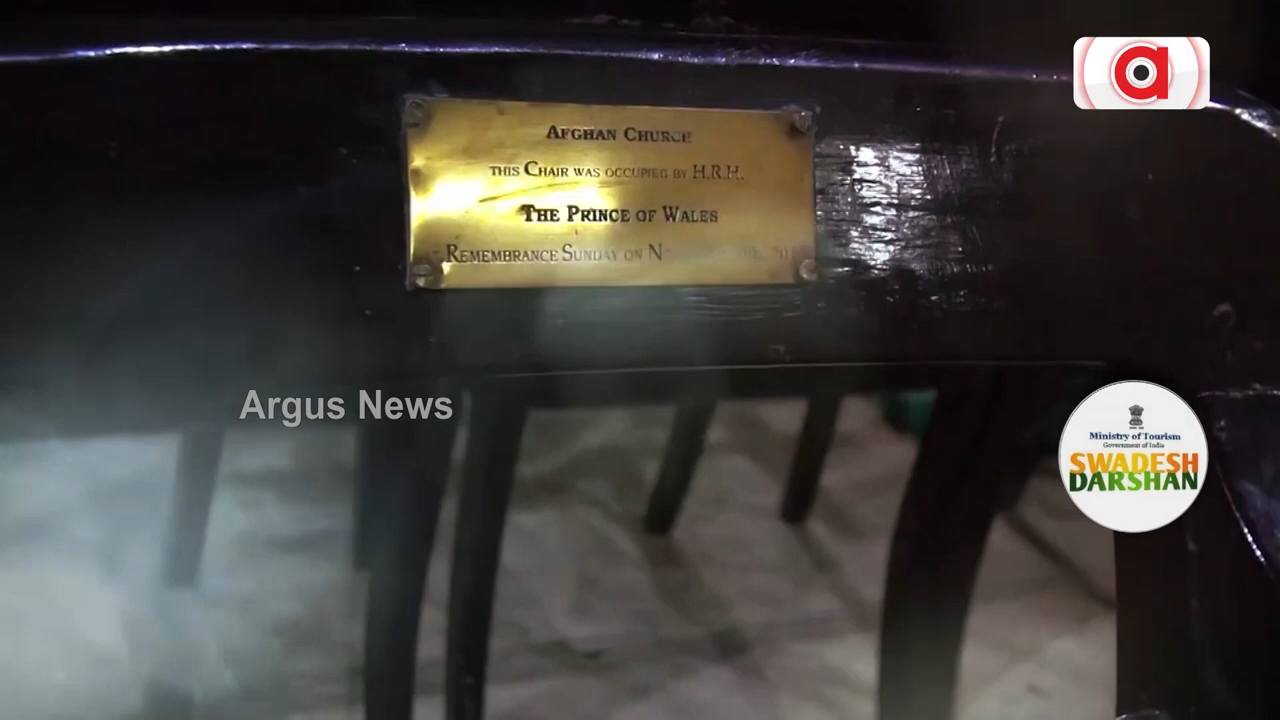 AFGHAN CHURCH
THIS CHAIR WAS OCCUPIED BY H.R.H.
THE PRINCE OF WALES
REMEMBRANCE SUNDAY ON
Argus News
a
Ministry of Tourism
Government of India
SWADESH
DARSHAN